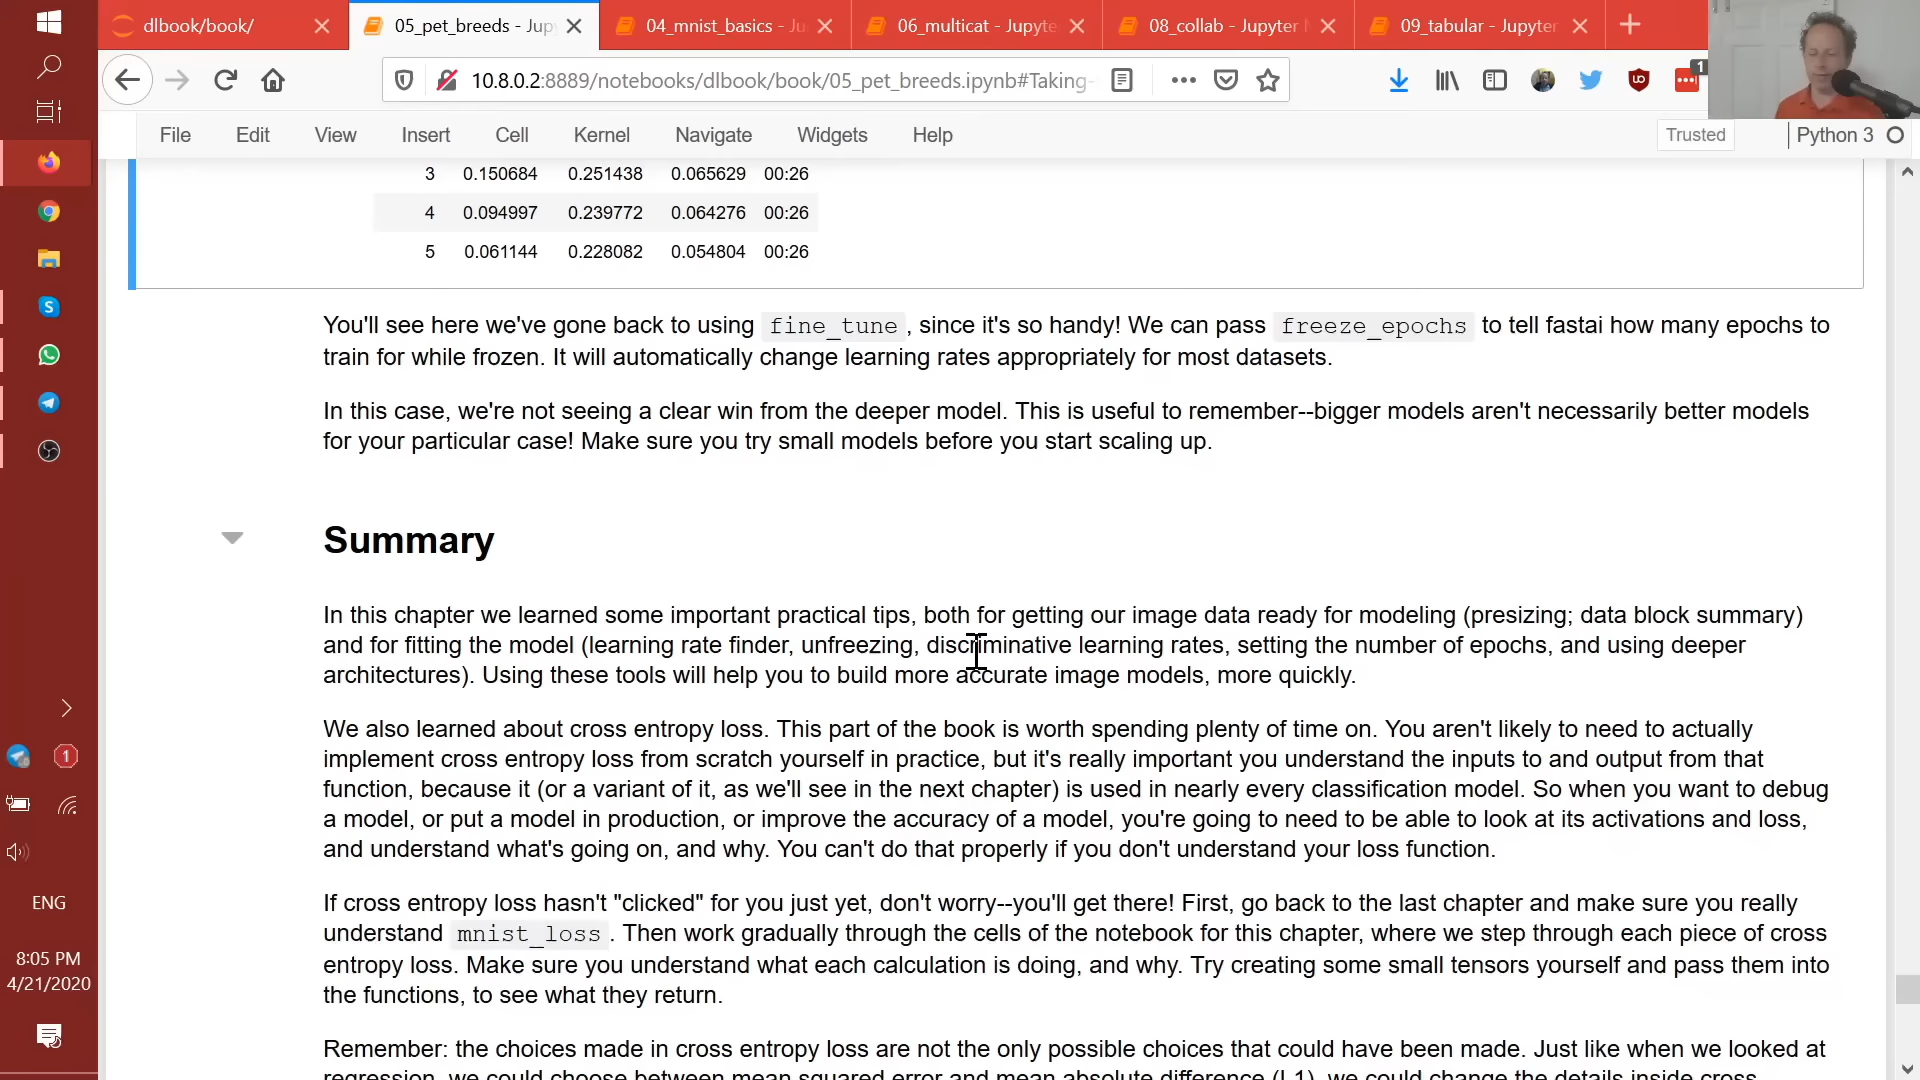 dlbook/book/
05_pet_breeds - Jup
04_mnist_basics - Ju
06_multicat - Jupyte
08_collab - Jupyter
09_tabular - Jupyter
10.8.0.2:8889/notebooks/dlbook/book/05_pet_breeds.ipynb#Taking-
1
File Edit View Insert Cell Kernel Navigate Widgets Help
Trusted
Python 3
3 0.150684 0.251438 0.065629 00:26
4 0.094997 0.239772 0.064276 00:26
5 0.061144 0.228082 0.054804 00:26
You'll see here we've gone back to using fine_tune , since it's so handy! We can pass freeze_epochs to tell fastai how many epochs to
train for while frozen. It will automatically change learning rates appropriately for most datasets.
In this case, we're not seeing a clear win from the deeper model. This is useful to remember--bigger models aren't necessarily better models
for your particular case! Make sure you try small models before you start scaling up.
Summary
In this chapter we learned some important practical tips, both for getting our image data ready for modeling (presizing; data block summary)
and for fitting the model (learning rate finder, unfreezing, discriminative learning rates, setting the number of epochs, and using deeper
architectures). Using these tools will help you to build more accurate image models, more quickly.
We also learned about cross entropy loss. This part of the book is worth spending plenty of time on. You aren't likely to need to actually
implement cross entropy loss from scratch yourself in practice, but it's really important you understand the inputs to and output from that
function, because it (or a variant of it, as we'll see in the next chapter) is used in nearly every classification model. So when you want to debug
a model, or put a model in production, or improve the accuracy of a model, you're going to need to be able to look at its activations and loss,
and understand what's going on, and why. You can't do that properly if you don't understand your loss function.
If cross entropy loss hasn't "clicked" for you just yet, don't worry--you'll get there! First, go back to the last chapter and make sure you really
understand mnist_loss . Then work gradually through the cells of the notebook for this chapter, where we step through each piece of cross
entropy loss. Make sure you understand what each calculation is doing, and why. Try creating some small tensors yourself and pass them into
the functions, to see what they return.
Remember: the choices made in cross entropy loss are not the only possible choices that could have been made. Just like when we looked at
regression, we could choose between mean squared error and mean absolute difference (L1), we could change the details inside cross
1
ENG
8:05 PM
4/21/2020